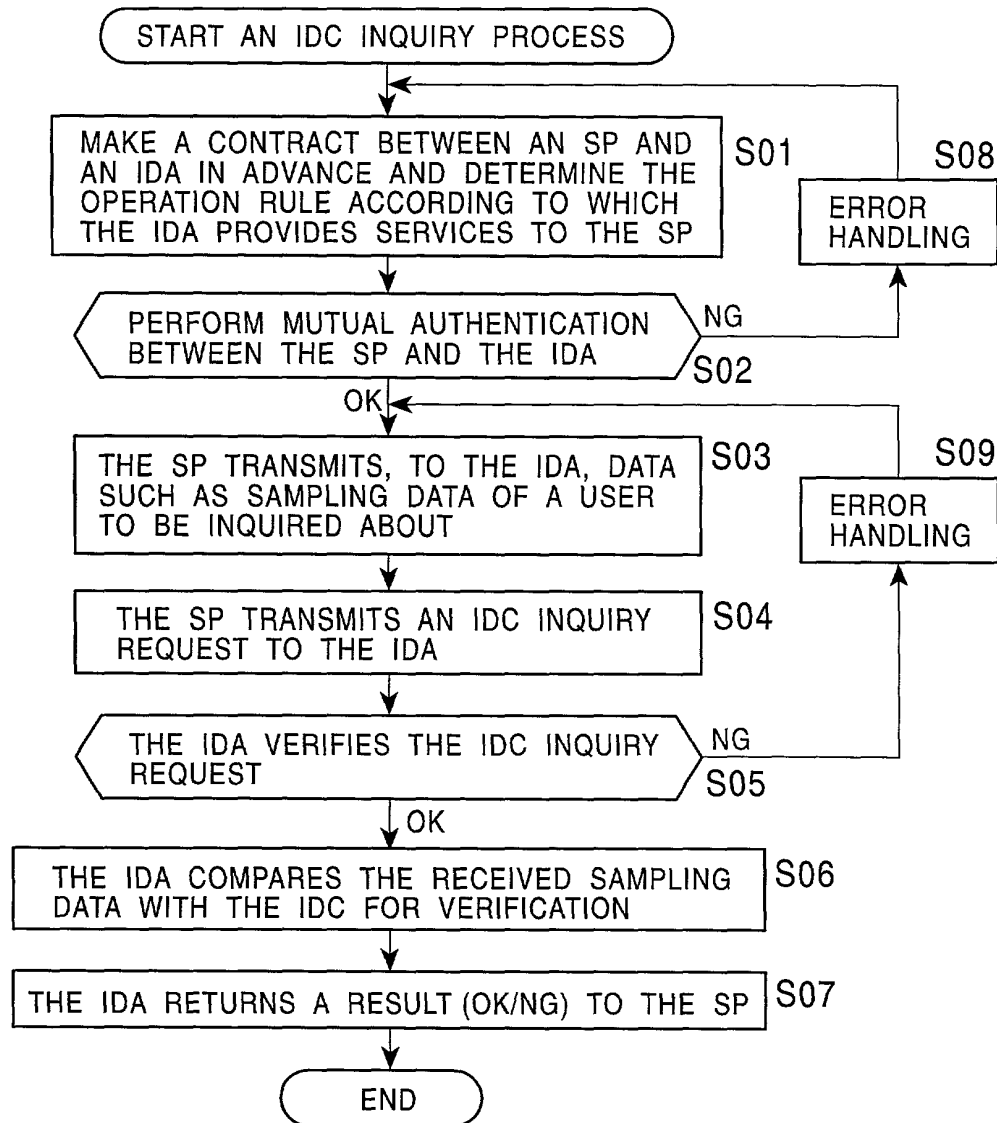 START AN IDC INQUIRY PROCESS
MAKE A CONTRACT BETWEEN AN SP AND
AN IDA IN ADVANCE AND DETERMINE THE
OPERATION RULE ACCORDING TO WHICH
THE IDA PROVIDES SERVICES TO THE SP
S01
S08
ERROR
HANDLING
PERFORM MUTUAL AUTHENTICATION
BETWEEN THE SP AND THE IDA
NG
S02
OK
THE SP TRANSMITS, TO THE IDA, DATA
SUCH AS SAMPLING DATA OF A USER
TO BE INQUIRED ABOUT
S03
S09
ERROR
HANDLING
THE SP TRANSMITS AN IDC INQUIRY
REQUEST TO THE IDA
S04
THE IDA VERIFIES THE IDC INQUIRY
REQUEST
NG
S05
OK
THE IDA COMPARES THE RECEIVED SAMPLING
DATA WITH THE IDC FOR VERIFICATION
S06
THE IDA RETURNS A RESULT (OK/NG) TO THE SP
S07
END